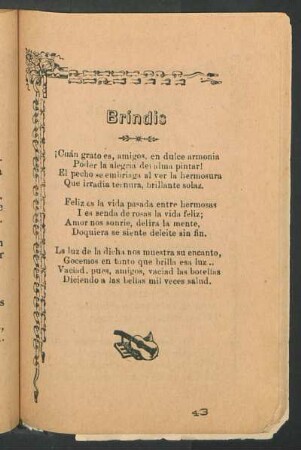 Brindis
¡Cuán grato es, amigos, en dulce armonia
Poder la alegria del alma pintar!
El pecho se embriaga al ver la hermosura
Que irradia ternura, brillante solaz.
Feliz es la vida pasada entre hermosas
I es senda de rosas la vida feliz;
Amor nos sonrie, delira la mente,
Doquiera se siente deleite sin fin.
La luz de la dicha nos muestra su encanto,
Gocemos en tanto que brilla esa luz..
Vaciad, pues, amigos, vaciad las botellas
Diciendo a las bellas mil veces salud.
43